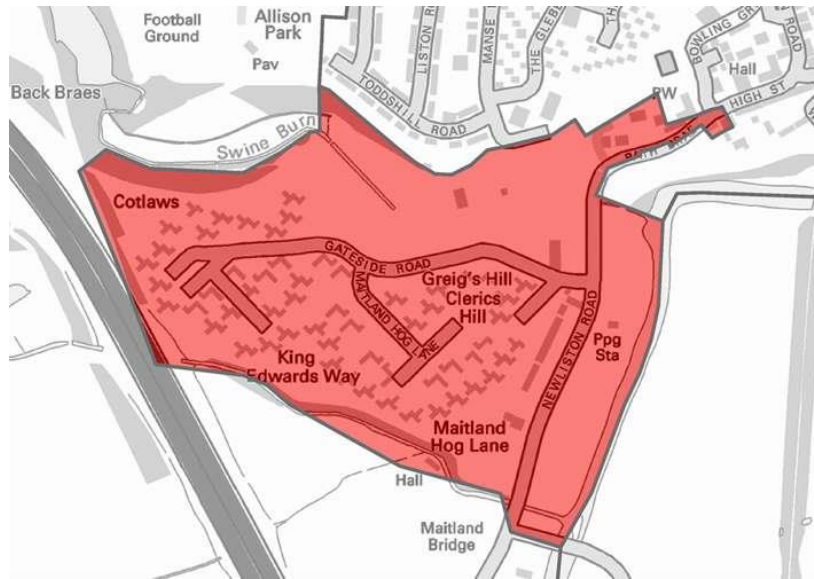 Football
Ground
Allison
Park
Pav
Back Braes
Swine Burn
TODDSHILL ROAD
LISTON
MANSE
THE GLEBE
BOWLING
ROAD
Hall
HIGH ST
PW
Cotlaws
GATESIDE ROAD
MAITLAND HOG LANE
Greig's Hill
Clerics
Hill
King
Edwards Way
Maitland
Hog Lane
NEWLISTON ROAD
Ppg
Sta
Hall
Maitland
Bridge